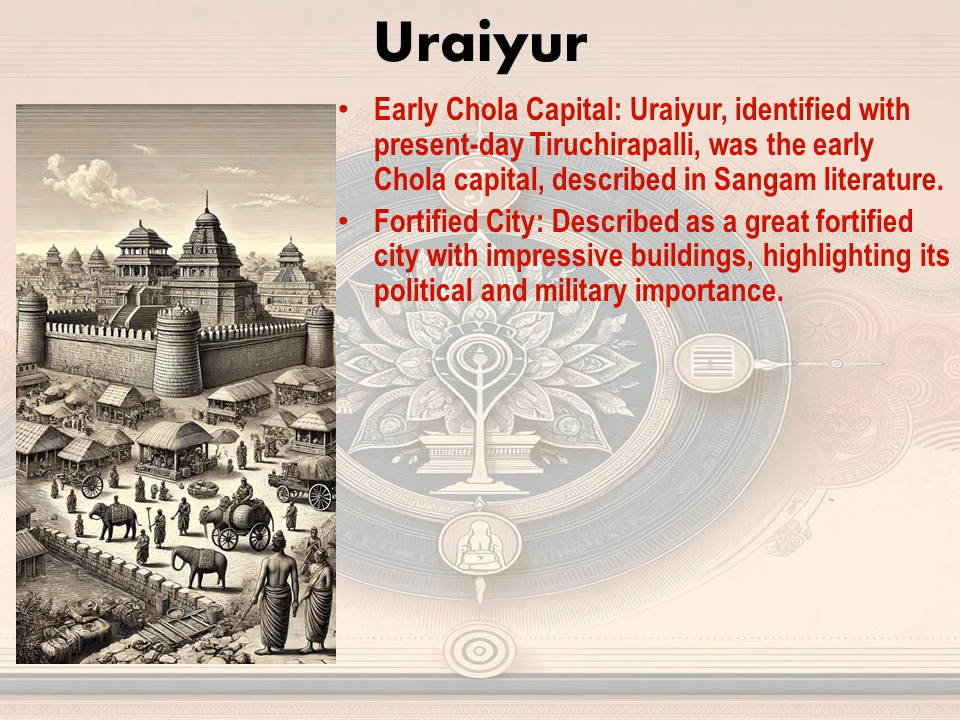 Uraiyur
• Early Chola Capital: Uraiyur, identified with
present-day Tiruchirapalli, was the early
Chola capital, described in Sangam literature.
• Fortified City: Described as a great fortified
city with impressive buildings, highlighting its
political and military importance.